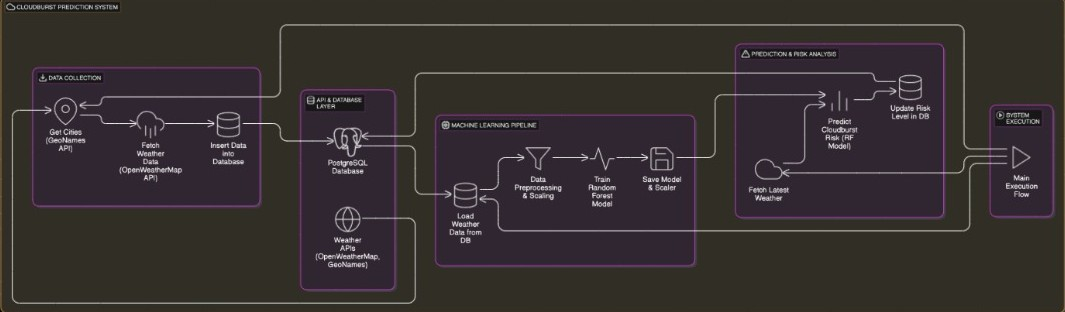 CLOUDBURST PREDICTION SYSTEM
DATA COLLECTION
Get Cities
(GeoNames
API)
Fetch
Weather
Data
(OpenWeatherMap
API)
Insert Data
into
Database
API & DATABASE
LAYER
PostgreSQL
Database
Weather
APIs
(OpenWeatherMap,
GeoNames)
MACHINE LEARNING PIPELINE
Load
Weather
Data from
DB
Data
Preprocessing
& Scaling
Train
Random
Forest
Model
Save Model
& Scaler
PREDICTION & RISK ANALYSIS
Fetch Latest
Weather
Predict
Cloudburst
Risk (RF
Model)
Update Risk
Level in DB
SYSTEM
EXECUTION
Main
Execution
Flow